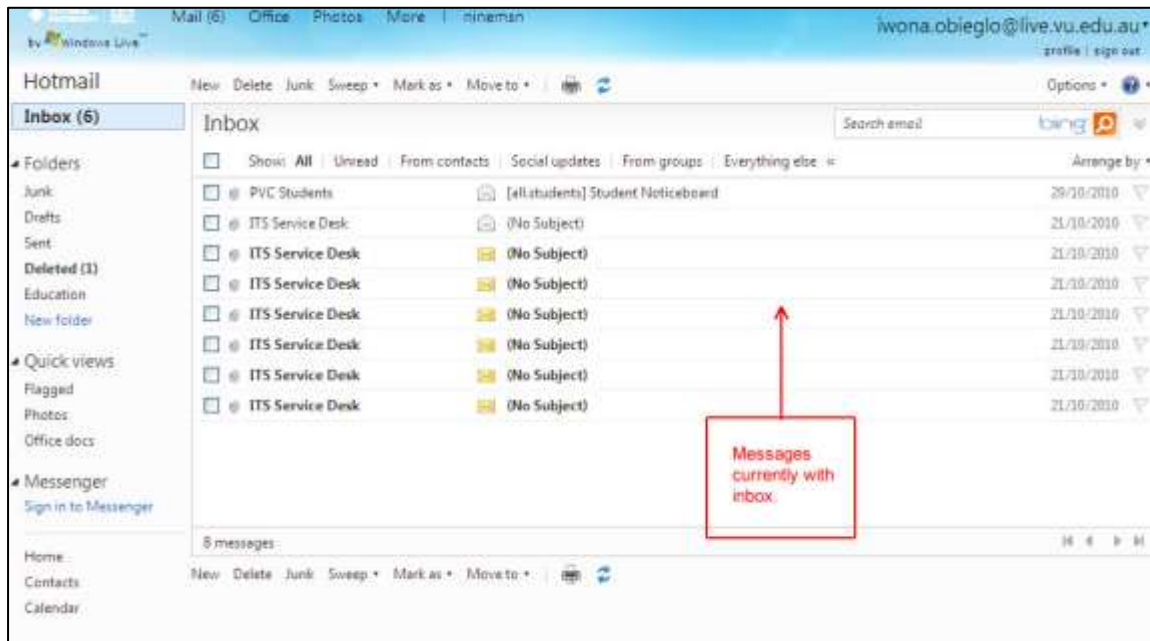 Mail (6) Office Photos More | nineman
iwona.obieglo@live.vu.edu.au
by Windows Live™
profile | sign out
Hotmail
New Delete Junk Sweep Mark as Move to
Options
Inbox (6)
Inbox
Search email
bing
Folders
Show: All Unread From contacts Social updates From groups Everything else
Arrange by
Junk
PVC Students [all.students] Student Noticeboard 29/10/2010
Drafts
ITS Service Desk (No Subject) 21/10/2010
Sent
ITS Service Desk (No Subject) 21/10/2010
Deleted (1)
ITS Service Desk (No Subject) 21/10/2010
Education
New folder
ITS Service Desk (No Subject) 21/10/2010
ITS Service Desk (No Subject) 21/10/2010
Quick views
ITS Service Desk (No Subject) 21/10/2010
Flagged
Photos
ITS Service Desk (No Subject) 21/10/2010
Office docs
Messages
currently with
inbox.
Messenger
Sign in to Messenger
8 messages
Home
New Delete Junk Sweep Mark as Move to
Contacts
Calendar